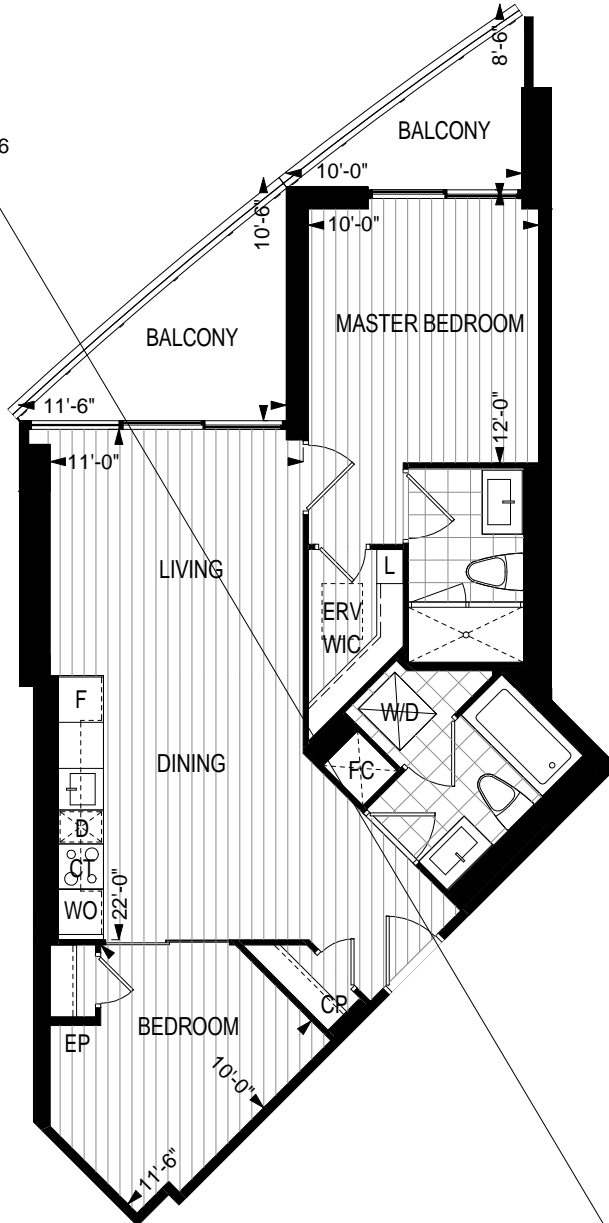 8'-6"
BALCONY
6
10'-0"
10'-6"
10'-0"
MASTER BEDROOM
BALCONY
11'-6"
12'-0"
11'-0"
LIVING
L
ERV
WIC
F
W/D
DINING
FC
D
CT
WO
22'-0"
CP
BEDROOM
EP
10'-0"
11'-6"